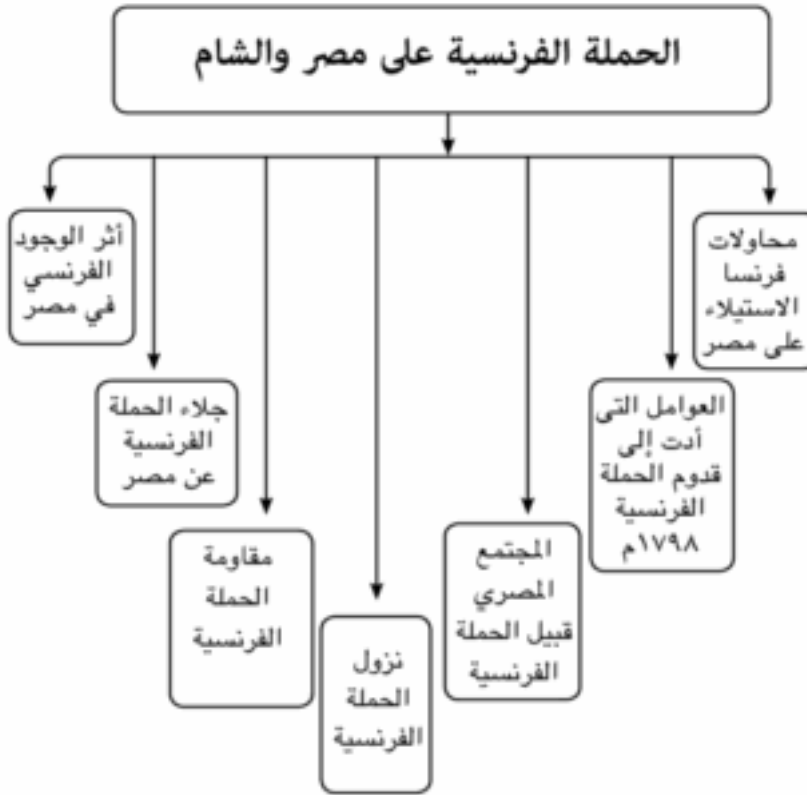 الحملة الفرنسية على مصر والشام
محاولات
فرنسا
الاستيلاء
على مصر
العوامل التى
أدت إلى
قدوم الحملة
الفرنسية
١٧٩٨م
المجتمع
المصري
قبيل الحملة
الفرنسية
نزول
الحملة
الفرنسية
مقاومة
الحملة
الفرنسية
جلاء الحملة
الفرنسية
عن مصر
أثر الوجود
الفرنسي
في مصر